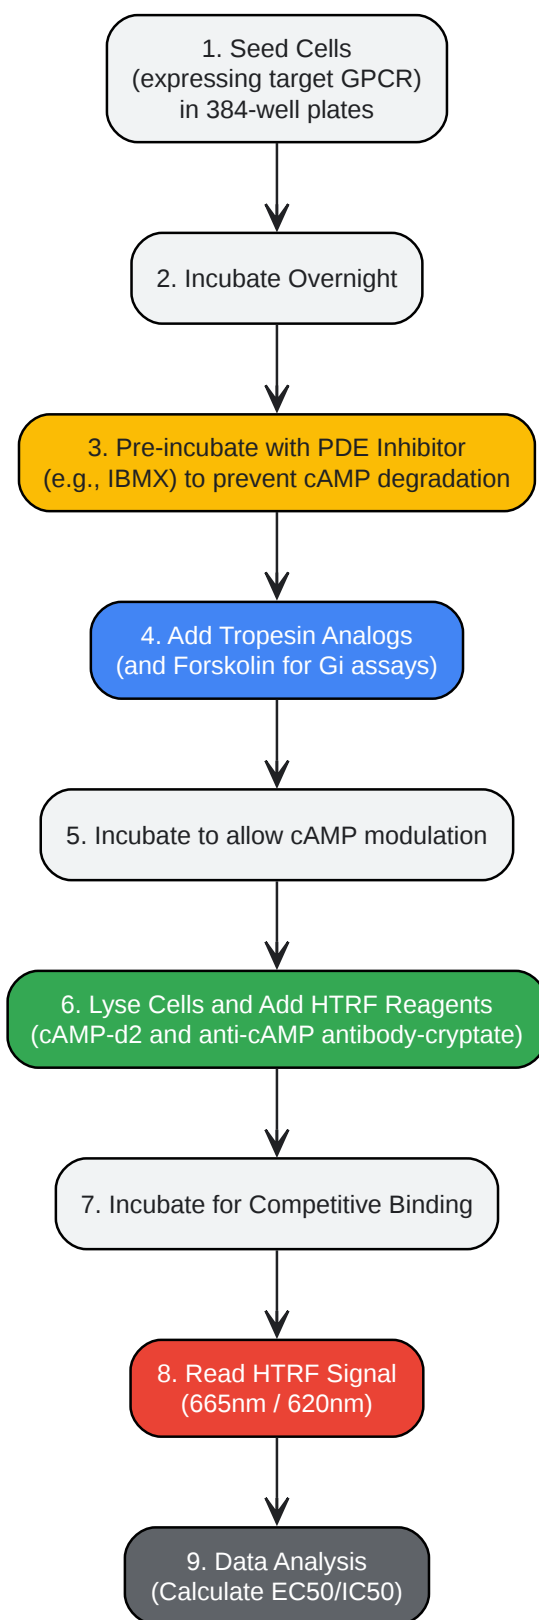 1. Seed Cells
(expressing target GPCR)
in 384-well plates
2. Incubate Overnight
3. Pre-incubate with PDE Inhibitor
(e.g., IBMX) to prevent cAMP degradation
4. Add Tropesin Analogs
(and Forskolin for Gi assays)
5. Incubate to allow cAMP modulation
6. Lyse Cells and Add HTRF Reagents
(cAMP-d2 and anti-cAMP antibody-cryptate)
7. Incubate for Competitive Binding
8. Read HTRF Signal
(665nm / 620nm)
9. Data Analysis
(Calculate EC50/IC50)